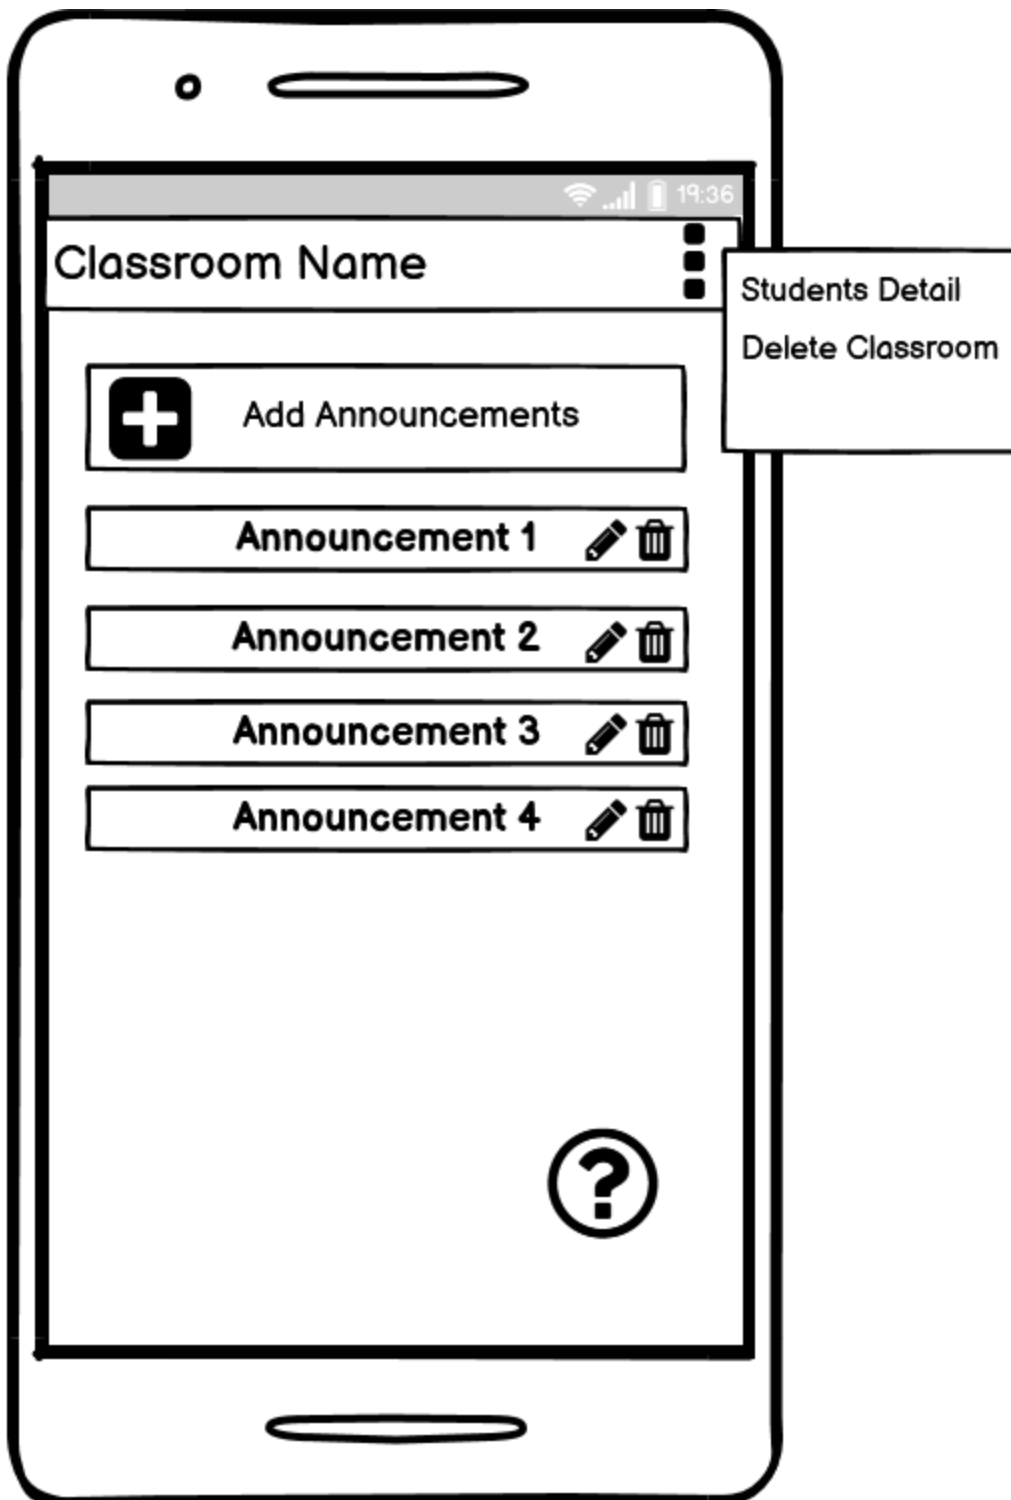 19:36
Classroom Name
Students Detail
Delete Classroom
Add Announcements
Announcement 1
Announcement 2
Announcement 3
Announcement 4
?